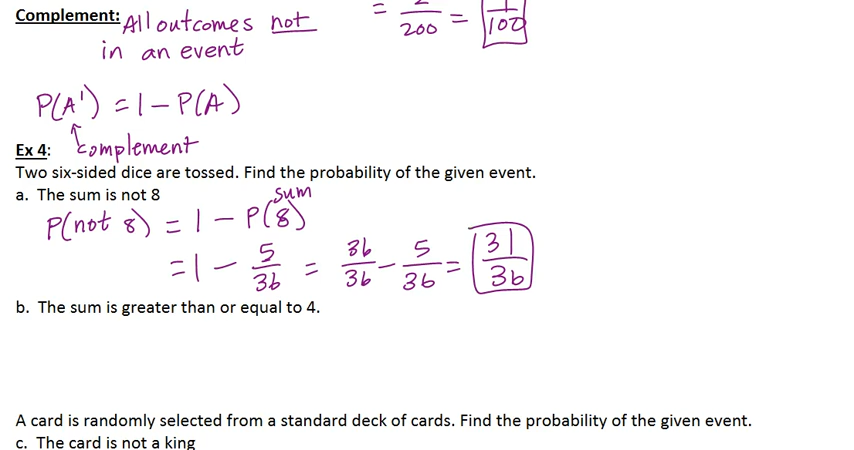 Complement: All outcomes not
in an event
= 2/200 = 1/100
P(A') = 1 − P(A)
complement
Ex 4:
Two six-sided dice are tossed. Find the probability of the given event.
a. The sum is not 8
sum
P(not 8) = 1 − P(8)
= 1 − 5/36 = 36/36 − 5/36 = 31/36
b. The sum is greater than or equal to 4.
A card is randomly selected from a standard deck of cards. Find the probability of the given event.
c. The card is not a king